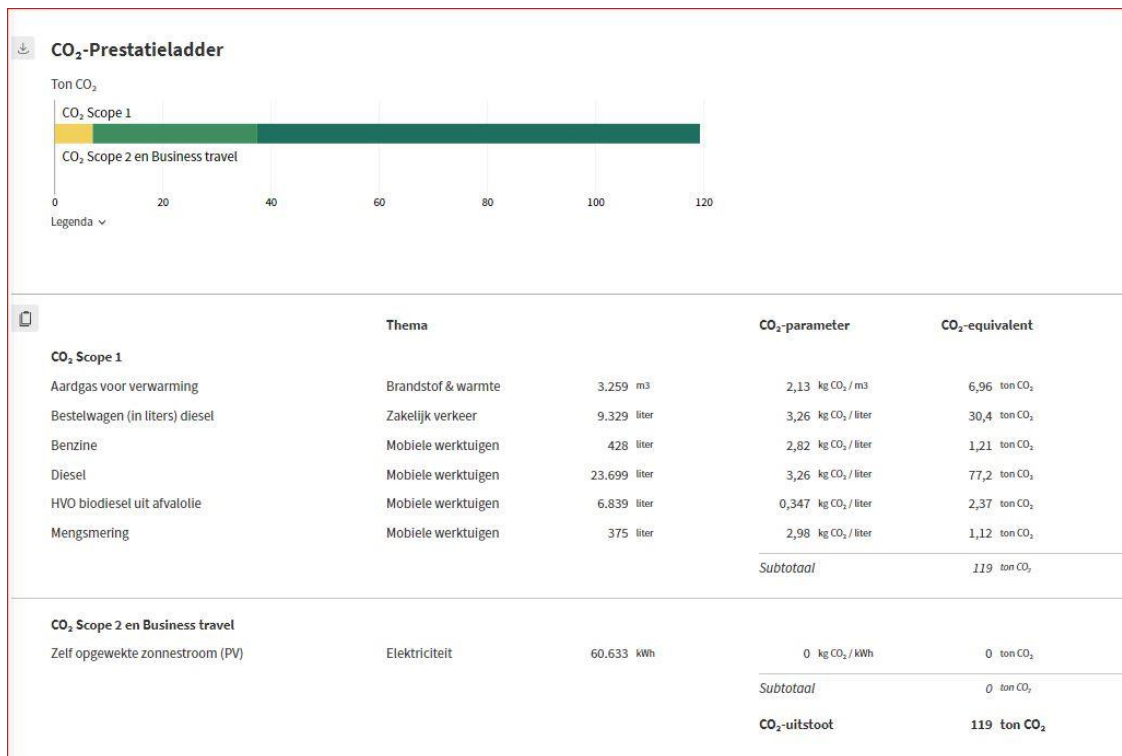 CO₂-Prestatieladder
Ton CO₂
CO₂ Scope 1
CO₂ Scope 2 en Business travel
0 20 40 60 80 100 120
Legenda
Thema CO₂-parameter CO₂-equivalent
CO₂ Scope 1
Aardgas voor verwarming Brandstof & warmte 3.259 m3 2,13 kg CO₂ / m3 6,96 ton CO₂
Bestelwagen (in liters) diesel Zakelijk verkeer 9.329 liter 3,26 kg CO₂ / liter 30,4 ton CO₂
Benzine Mobiele werktuigen 428 liter 2,82 kg CO₂ / liter 1,21 ton CO₂
Diesel Mobiele werktuigen 23.699 liter 3,26 kg CO₂ / liter 77,2 ton CO₂
HVO biodiesel uit afvalolie Mobiele werktuigen 6.839 liter 0,347 kg CO₂ / liter 2,37 ton CO₂
Mengsmering Mobiele werktuigen 375 liter 2,98 kg CO₂ / liter 1,12 ton CO₂
Subtotaal 119 ton CO₂
CO₂ Scope 2 en Business travel
Zelf opgewekte zonnestroom (PV) Elektriciteit 60.633 kWh 0 kg CO₂ / kWh 0 ton CO₂
Subtotaal 0 ton CO₂
CO₂-uitstoot 119 ton CO₂